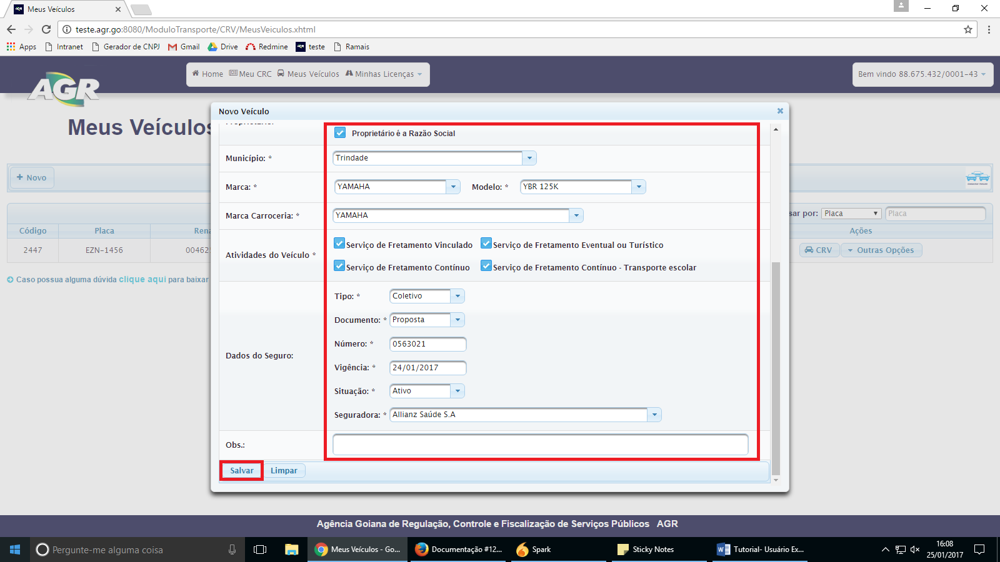 Meus Veículos
teste.agr.go:8080/ModuloTransporte/CRV/MeusVeiculos.xhtml
Apps Intranet Gerador de CNPJ Gmail Drive Redmine teste Ramais
AGR
Home Meu CRC Meus Veículos Minhas Licenças
Bem vindo 88.675.432/0001-43
Meus Veículos
Novo
sar por: Placa Placa
Código Placa Rena Ações
2447 EZN-1456 00462 CRV Outras Opções
Caso possua alguma dúvida clique aqui para baixar
Novo Veículo
Proprietário é a Razão Social
Município: * Trindade
Marca: * YAMAHA Modelo: * YBR 125K
Marca Carroceria: * YAMAHA
Atividades do Veículo *
Serviço de Fretamento Vinculado Serviço de Fretamento Eventual ou Turístico
Serviço de Fretamento Contínuo Serviço de Fretamento Contínuo - Transporte escolar
Dados do Seguro:
Tipo: * Coletivo
Documento: * Proposta
Número: * 0563021
Vigência: * 24/01/2017
Situação: * Ativo
Seguradora: * Allianz Saúde S.A
Obs.:
Salvar Limpar
Agência Goiana de Regulação, Controle e Fiscalização de Serviços Públicos AGR
Pergunte-me alguma coisa
Meus Veículos - Go... Documentação #12... Spark Sticky Notes Tutorial- Usuário Ex...
16:08
25/01/2017